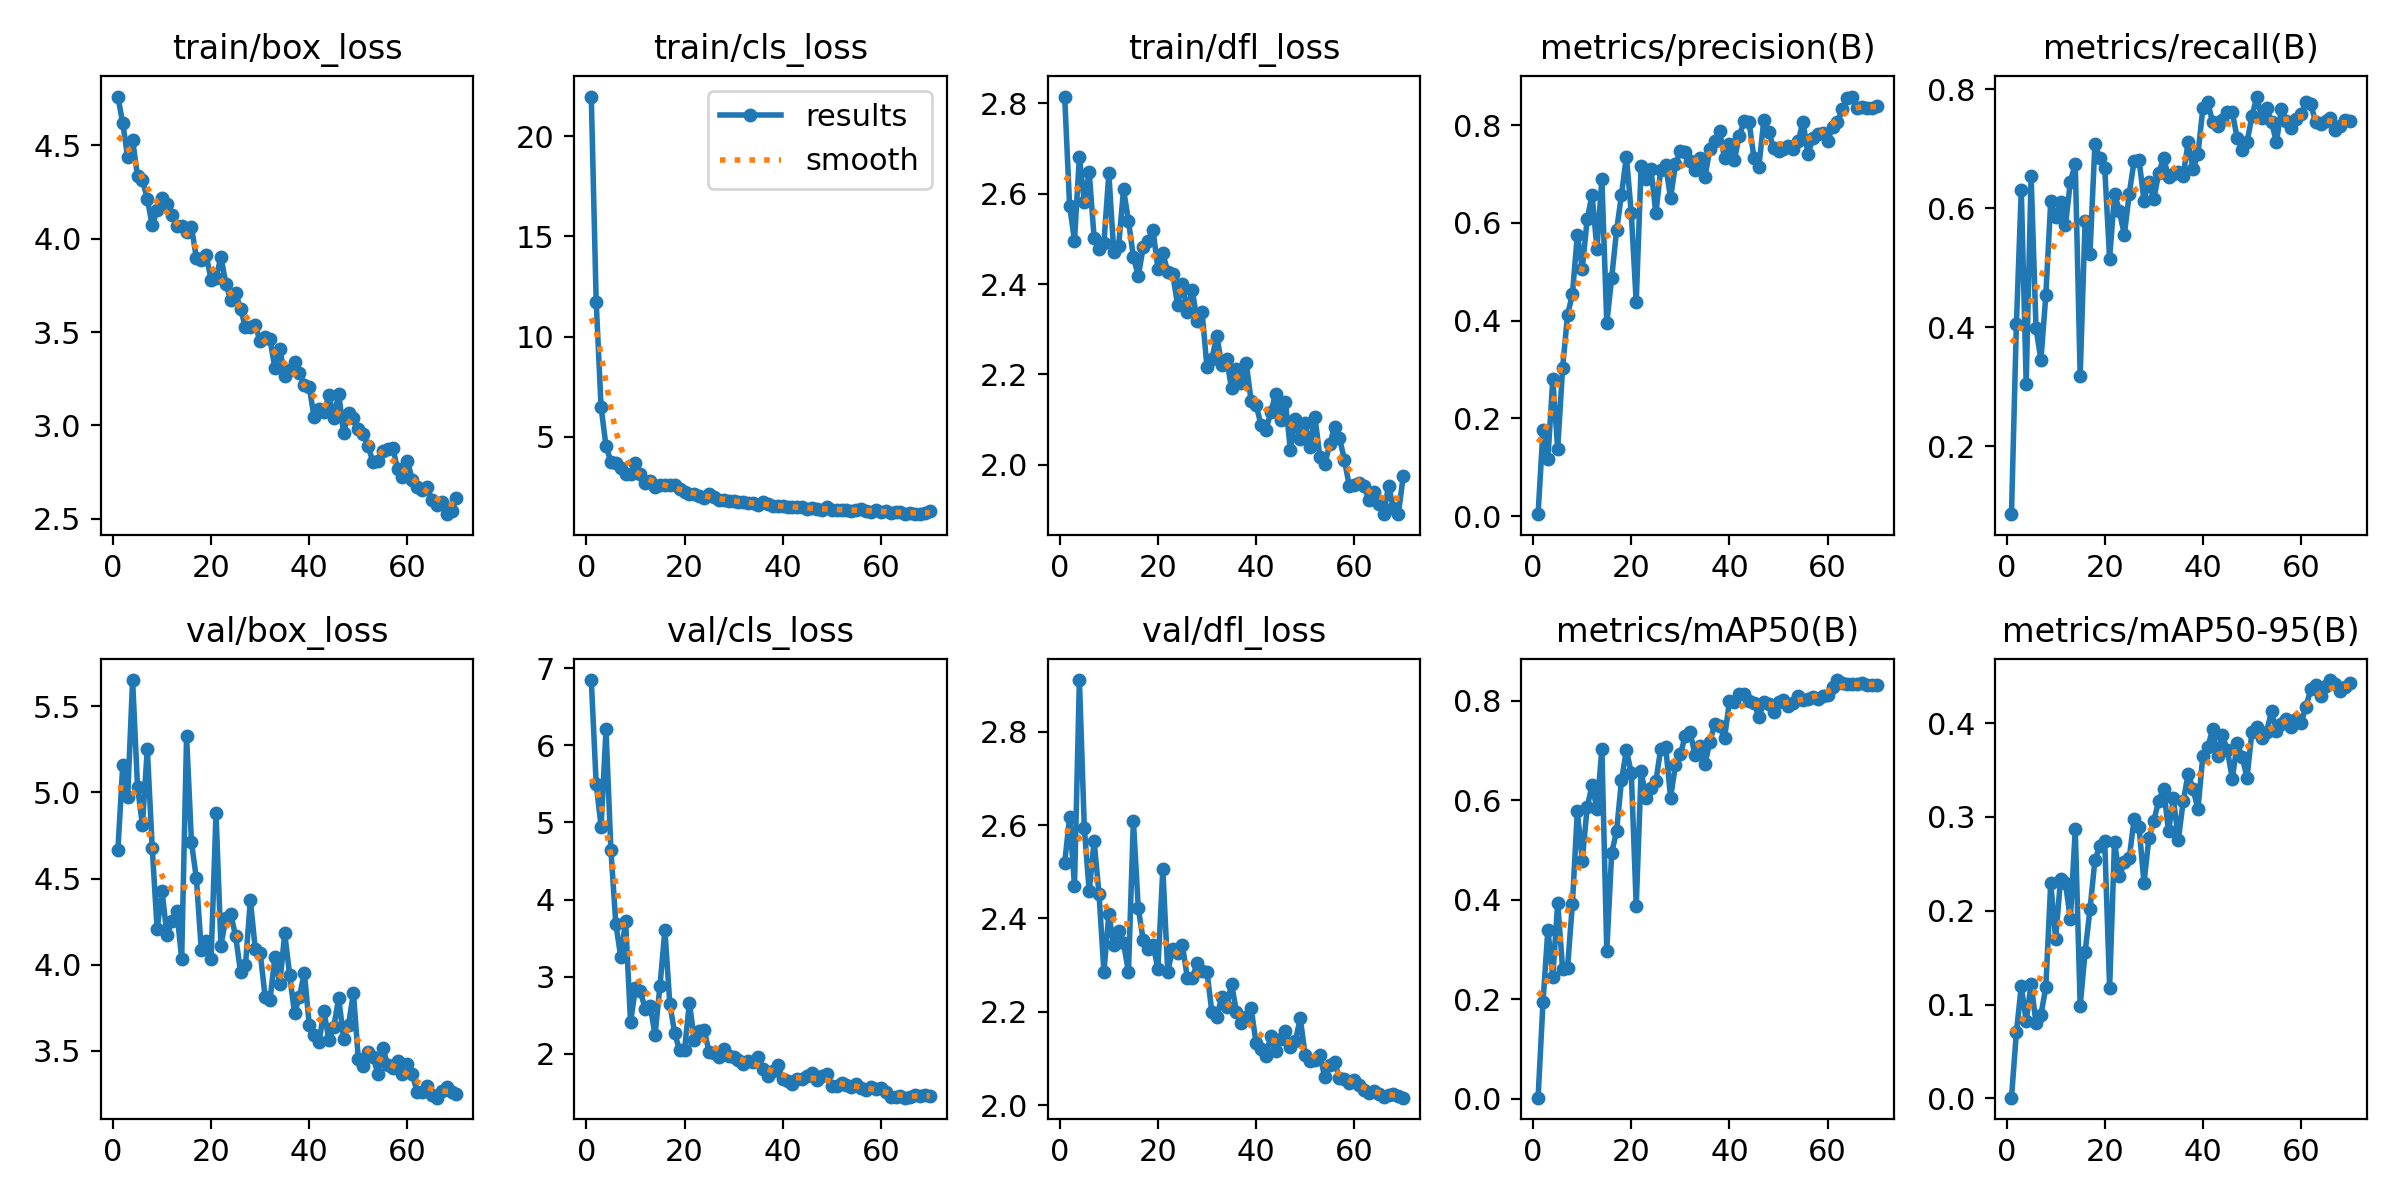 train/box_loss
4.5
4.0
3.5
3.0
2.5
0 20 40 60
train/cls_loss
results
smooth
20
15
10
5
0 20 40 60
train/dfl_loss
2.8
2.6
2.4
2.2
2.0
0 20 40 60
metrics/precision(B)
0.8
0.6
0.4
0.2
0.0
0 20 40 60
metrics/recall(B)
0.8
0.6
0.4
0.2
0 20 40 60
val/box_loss
5.5
5.0
4.5
4.0
3.5
0 20 40 60
val/cls_loss
7
6
5
4
3
2
0 20 40 60
val/dfl_loss
2.8
2.6
2.4
2.2
2.0
0 20 40 60
metrics/mAP50(B)
0.8
0.6
0.4
0.2
0.0
0 20 40 60
metrics/mAP50-95(B)
0.4
0.3
0.2
0.1
0.0
0 20 40 60